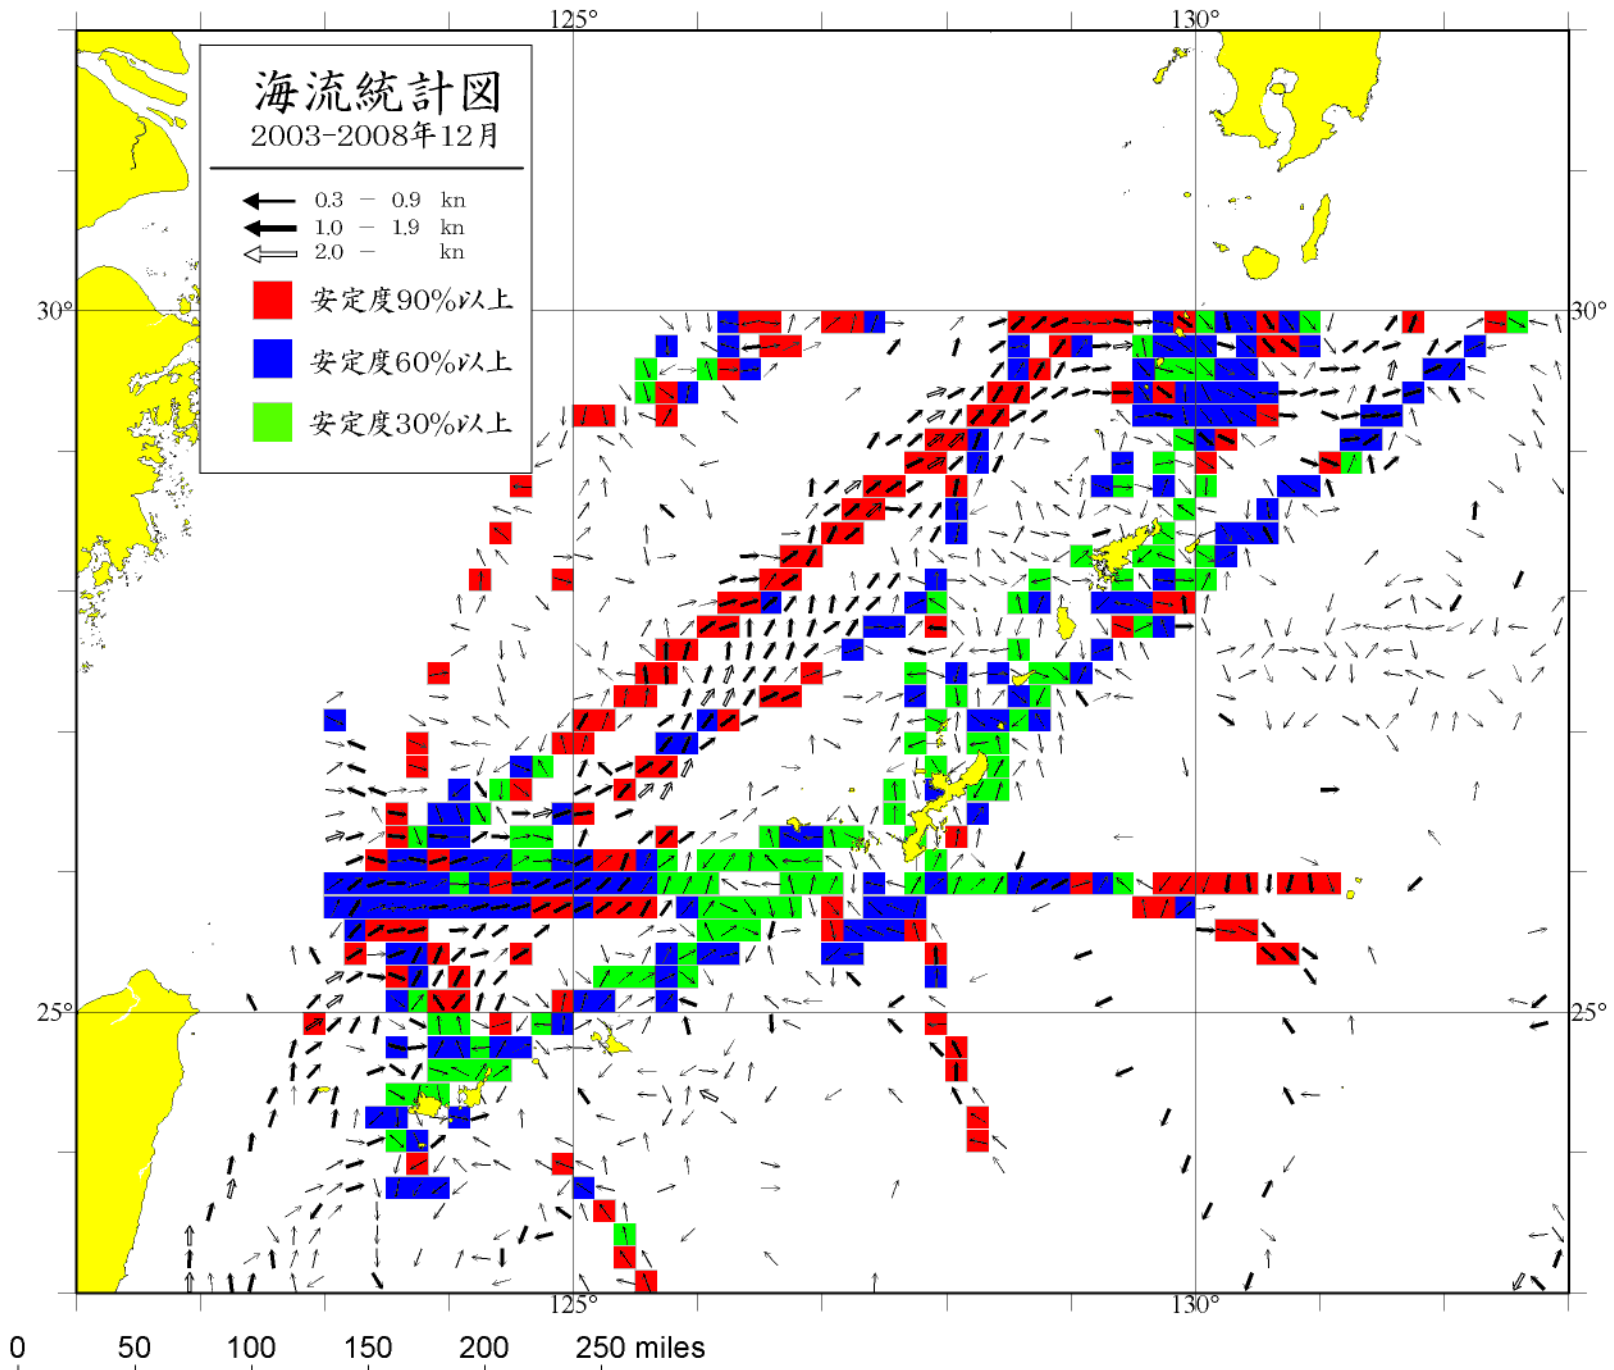 125° 130°
海流統計図
2003-2008年12月
0.3 - 0.9 kn
1.0 - 1.9 kn
2.0 - kn
安定度90%以上
安定度60%以上
安定度30%以上
30° 30°
25° 25°
125° 130°
0 50 100 150 200 250 miles